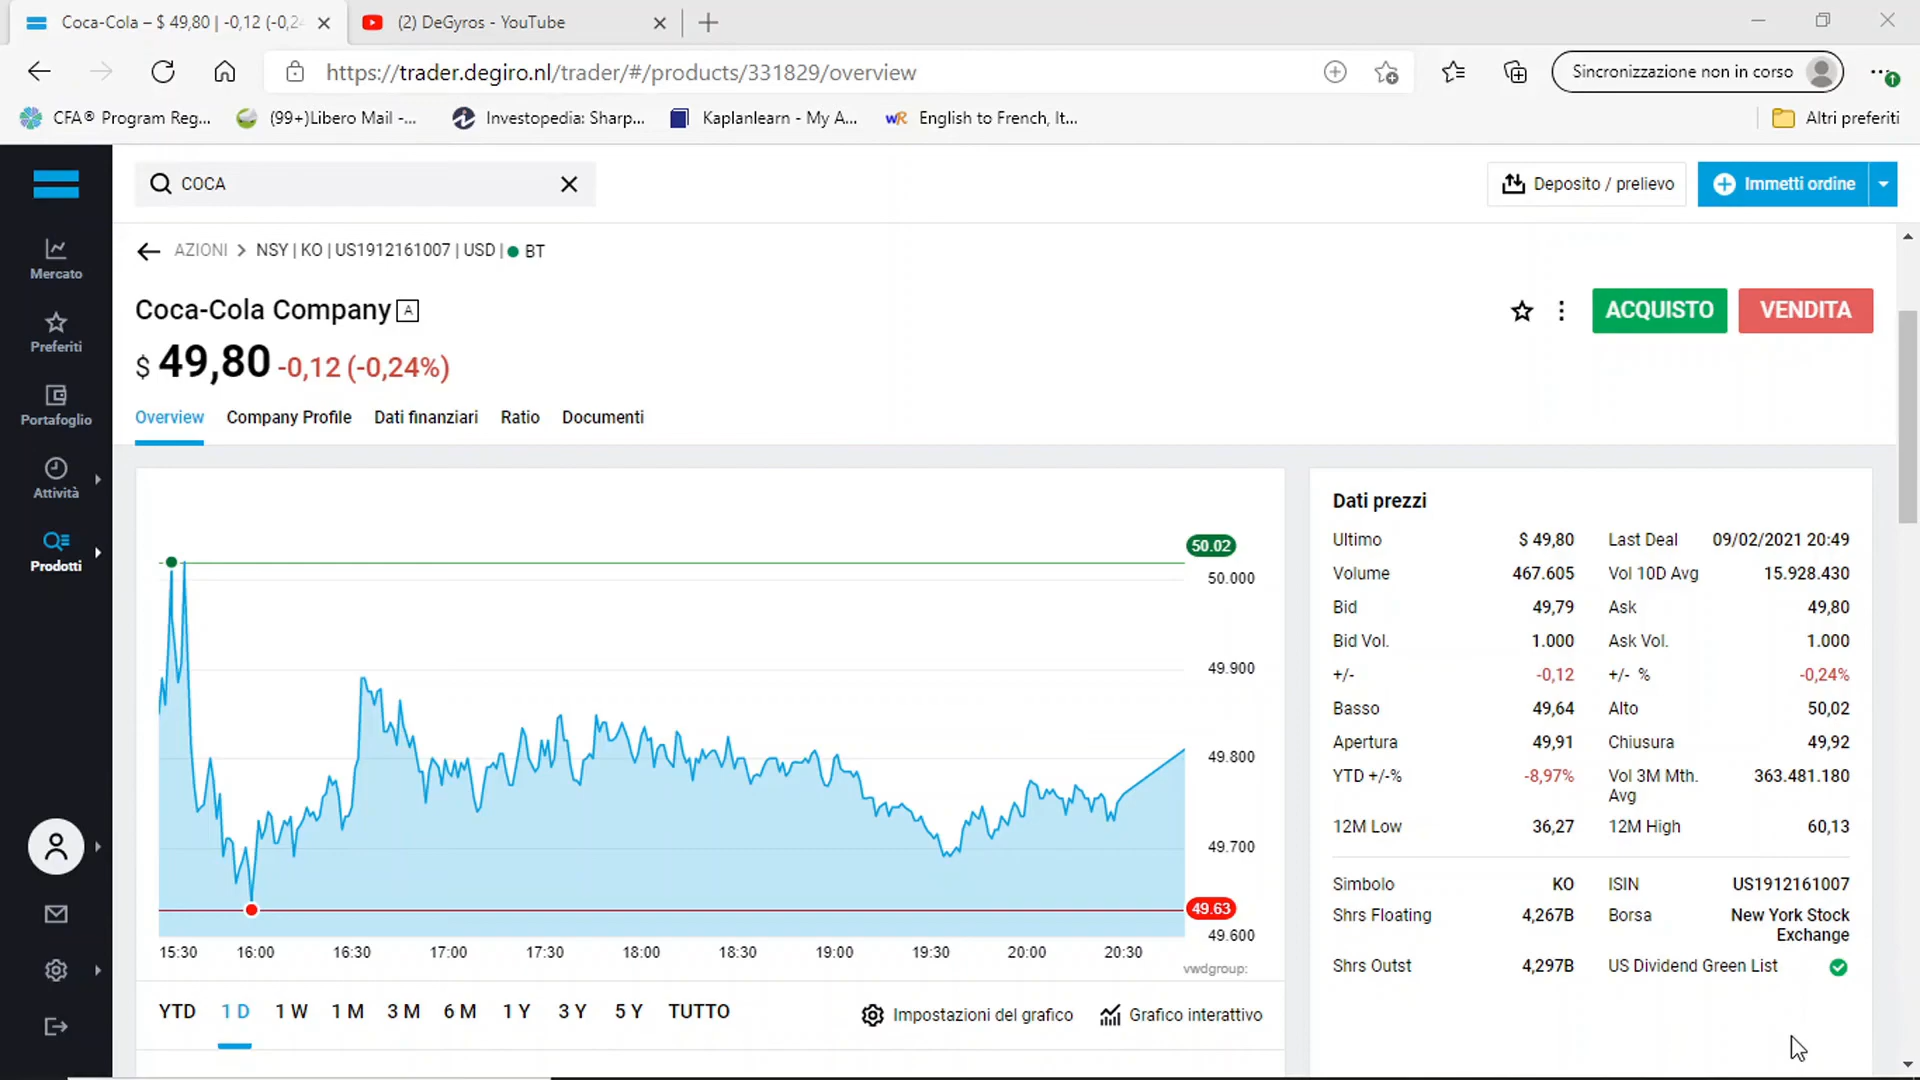 Coca-Cola – $ 49,80 | -0,12 (-0,24
(2) DeGyros - YouTube
https://trader.degiro.nl/trader/#/products/331829/overview
Sincronizzazione non in corso
CFA® Program Reg...
(99+)Libero Mail -...
Investopedia: Sharp...
Kaplanlearn - My A...
wR English to French, It...
Altri preferiti
COCA
Deposito / prelievo
Immetti ordine
Mercato
Preferiti
Portafoglio
Attività
Prodotti
AZIONI > NSY | KO | US1912161007 | USD | BT
Coca-Cola Company A
$ 49,80 -0,12 (-0,24%)
ACQUISTO
VENDITA
Overview Company Profile Dati finanziari Ratio Documenti
50.02
50.000
49.900
49.800
49.700
49.63
49.600
15:30 16:00 16:30 17:00 17:30 18:00 18:30 19:00 19:30 20:00 20:30
vwdgroup:
YTD 1 D 1 W 1 M 3 M 6 M 1 Y 3 Y 5 Y TUTTO
Impostazioni del grafico
Grafico interattivo
Dati prezzi
Ultimo $ 49,80 Last Deal 09/02/2021 20:49
Volume 467.605 Vol 10D Avg 15.928.430
Bid 49,79 Ask 49,80
Bid Vol. 1.000 Ask Vol. 1.000
+/- -0,12 +/- % -0,24%
Basso 49,64 Alto 50,02
Apertura 49,91 Chiusura 49,92
YTD +/-% -8,97% Vol 3M Mth. 363.481.180
Avg
12M Low 36,27 12M High 60,13
Simbolo KO ISIN US1912161007
Shrs Floating 4,267B Borsa New York Stock
Exchange
Shrs Outst 4,297B US Dividend Green List